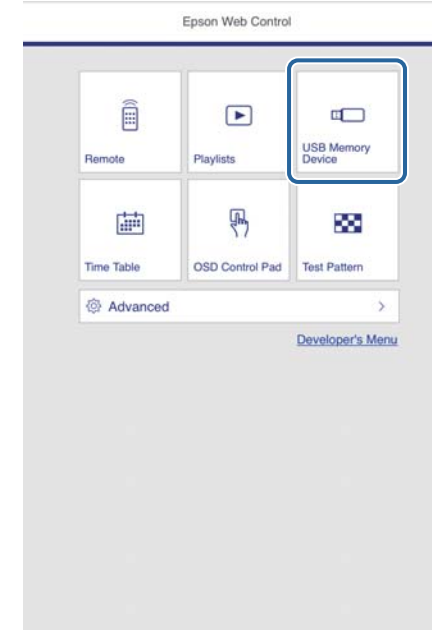 Epson Web Control
Remote
Playlists
USB Memory
Device
Time Table
OSD Control Pad
Test Pattern
Advanced
Developer's Menu